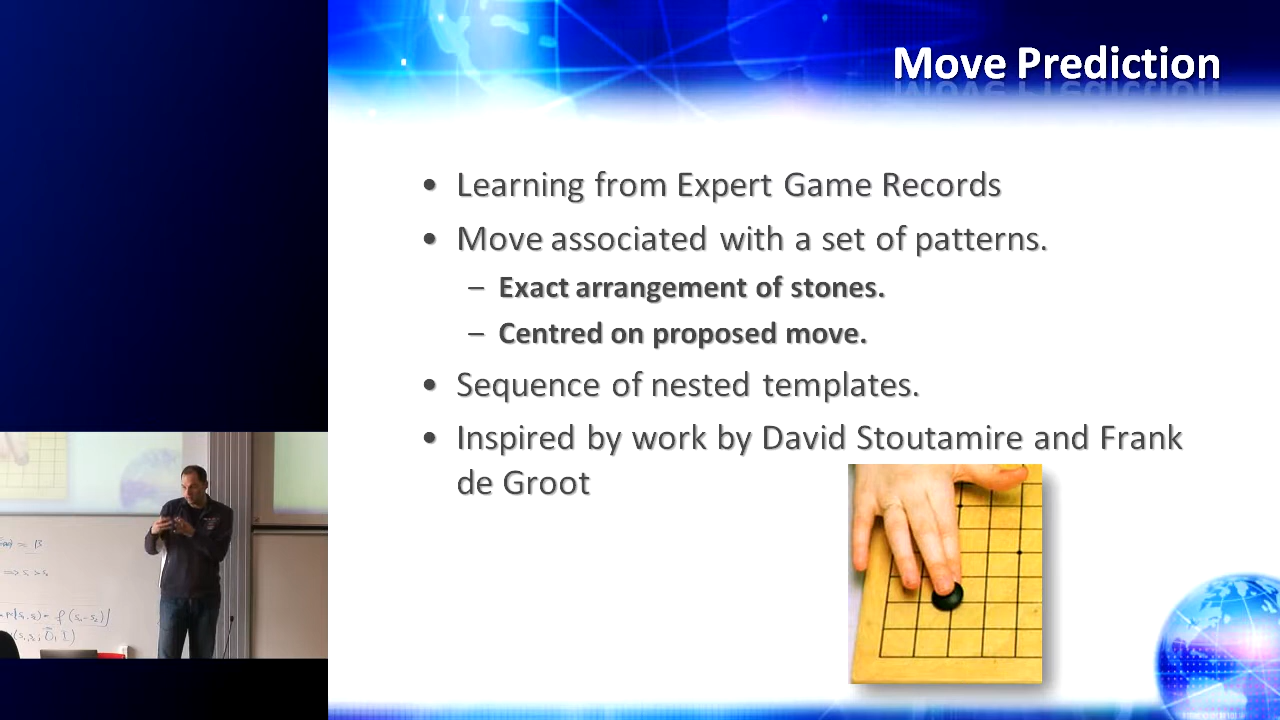 Move Prediction
• Learning from Expert Game Records
• Move associated with a set of patterns.
– Exact arrangement of stones.
– Centred on proposed move.
• Sequence of nested templates.
• Inspired by work by David Stoutamire and Frank
de Groot